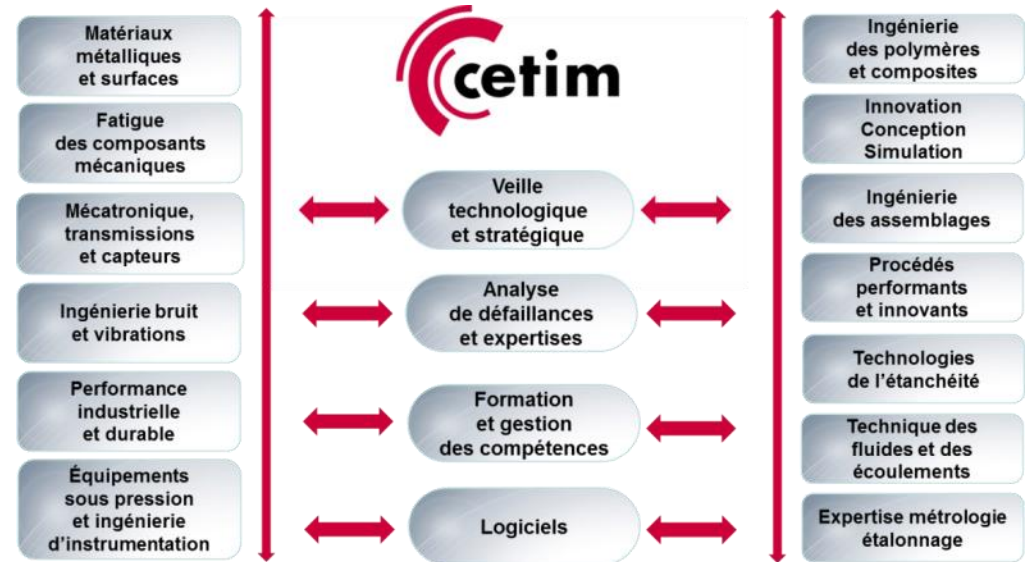 Matériaux
métalliques
et surfaces
Fatigue
des composants
mécaniques
Mécatronique,
transmissions
et capteurs
Ingénierie bruit
et vibrations
Performance
industrielle
et durable
Équipements
sous pression
et ingénierie
d'instrumentation
cetim
Veille
technologique
et stratégique
Analyse
de défaillances
et expertises
Formation
et gestion
des compétences
Logiciels
Ingénierie
des polymères
et composites
Innovation
Conception
Simulation
Ingénierie
des assemblages
Procédés
performants
et innovants
Technologies
de l'étanchéité
Technique des
fluides et des
écoulements
Expertise métrologie
étalonnage